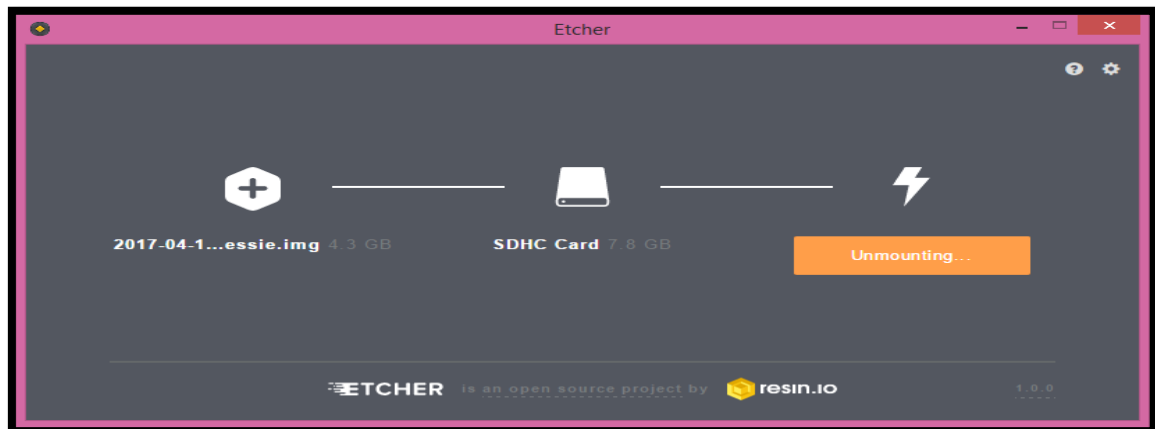 Etcher
2017-04-1...essie.img 4.3 GB
SDHC Card 7.8 GB
Unmounting...
ETCHER is an open source project by resin.io
1.0.0